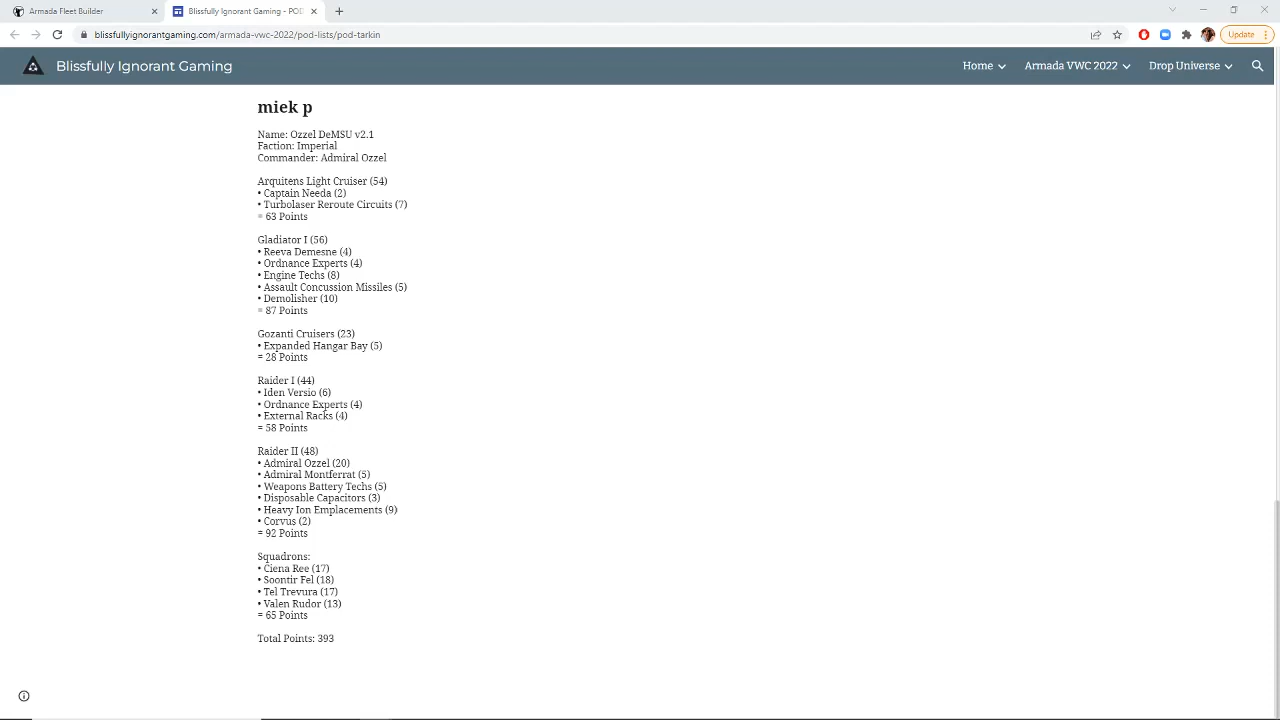 Armada Fleet Builder
Blissfully Ignorant Gaming - POD
blissfullyignorantgaming.com/armada-vwc-2022/pod-lists/pod-tarkin
Update
Blissfully Ignorant Gaming
Home
Armada VWC 2022
Drop Universe
miek p
Name: Ozzel DeMSU v2.1
Faction: Imperial
Commander: Admiral Ozzel
Arquitens Light Cruiser (54)
• Captain Needa (2)
• Turbolaser Reroute Circuits (7)
= 63 Points
Gladiator I (56)
• Reeva Demesne (4)
• Ordnance Experts (4)
• Engine Techs (8)
• Assault Concussion Missiles (5)
• Demolisher (10)
= 87 Points
Gozanti Cruisers (23)
• Expanded Hangar Bay (5)
= 28 Points
Raider I (44)
• Iden Versio (6)
• Ordnance Experts (4)
• External Racks (4)
= 58 Points
Raider II (48)
• Admiral Ozzel (20)
• Admiral Montferrat (5)
• Weapons Battery Techs (5)
• Disposable Capacitors (3)
• Heavy Ion Emplacements (9)
• Corvus (2)
= 92 Points
Squadrons:
• Ciena Ree (17)
• Soontir Fel (18)
• Tel Trevura (17)
• Valen Rudor (13)
= 65 Points
Total Points: 393